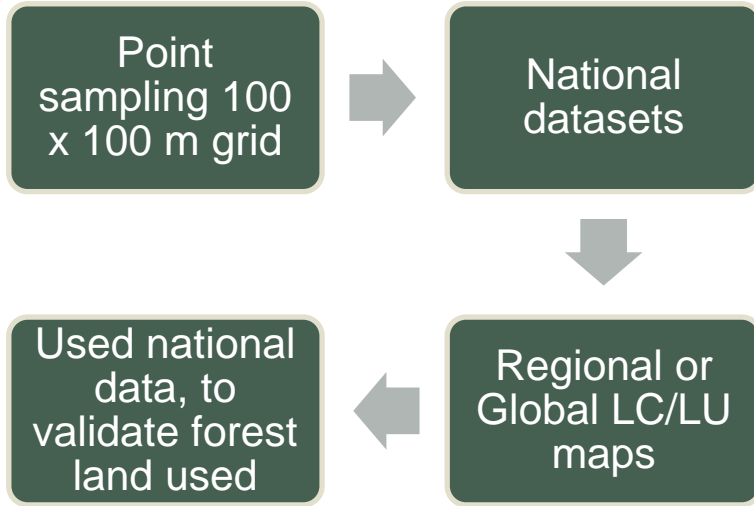 Point
sampling 100
x 100 m grid
National
datasets
Regional or
Global LC/LU
maps
Used national
data, to
validate forest
land used